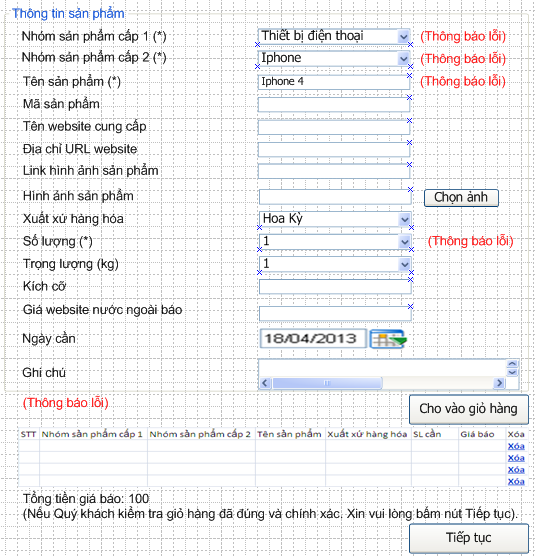 Thông tin sản phẩm
Nhóm sản phẩm cấp 1 (*) Thiết bị điện thoại (Thông báo lỗi)
Nhóm sản phẩm cấp 2 (*) Iphone (Thông báo lỗi)
Tên sản phẩm (*) Iphone 4 (Thông báo lỗi)
Mã sản phẩm
Tên website cung cấp
Địa chỉ URL website
Link hình ảnh sản phẩm
Hình ảnh sản phẩm Chọn ảnh
Xuất xứ hàng hóa Hoa Kỳ
Số lượng (*) 1 (Thông báo lỗi)
Trọng lượng (kg) 1
Kích cỡ
Giá website nước ngoài báo
Ngày cần 18/04/2013
Ghi chú
(Thông báo lỗi) Cho vào giỏ hàng
STT Nhóm sản phẩm cấp 1 Nhóm sản phẩm cấp 2 Tên sản phẩm Xuất xứ hàng hóa SL cần Giá báo Xóa
Xóa
Xóa
Xóa
Xóa
Tổng tiền giá báo: 100
(Nếu Quý khách kiểm tra giỏ hàng đã đúng và chính xác. Xin vui lòng bấm nút Tiếp tục).
Tiếp tục